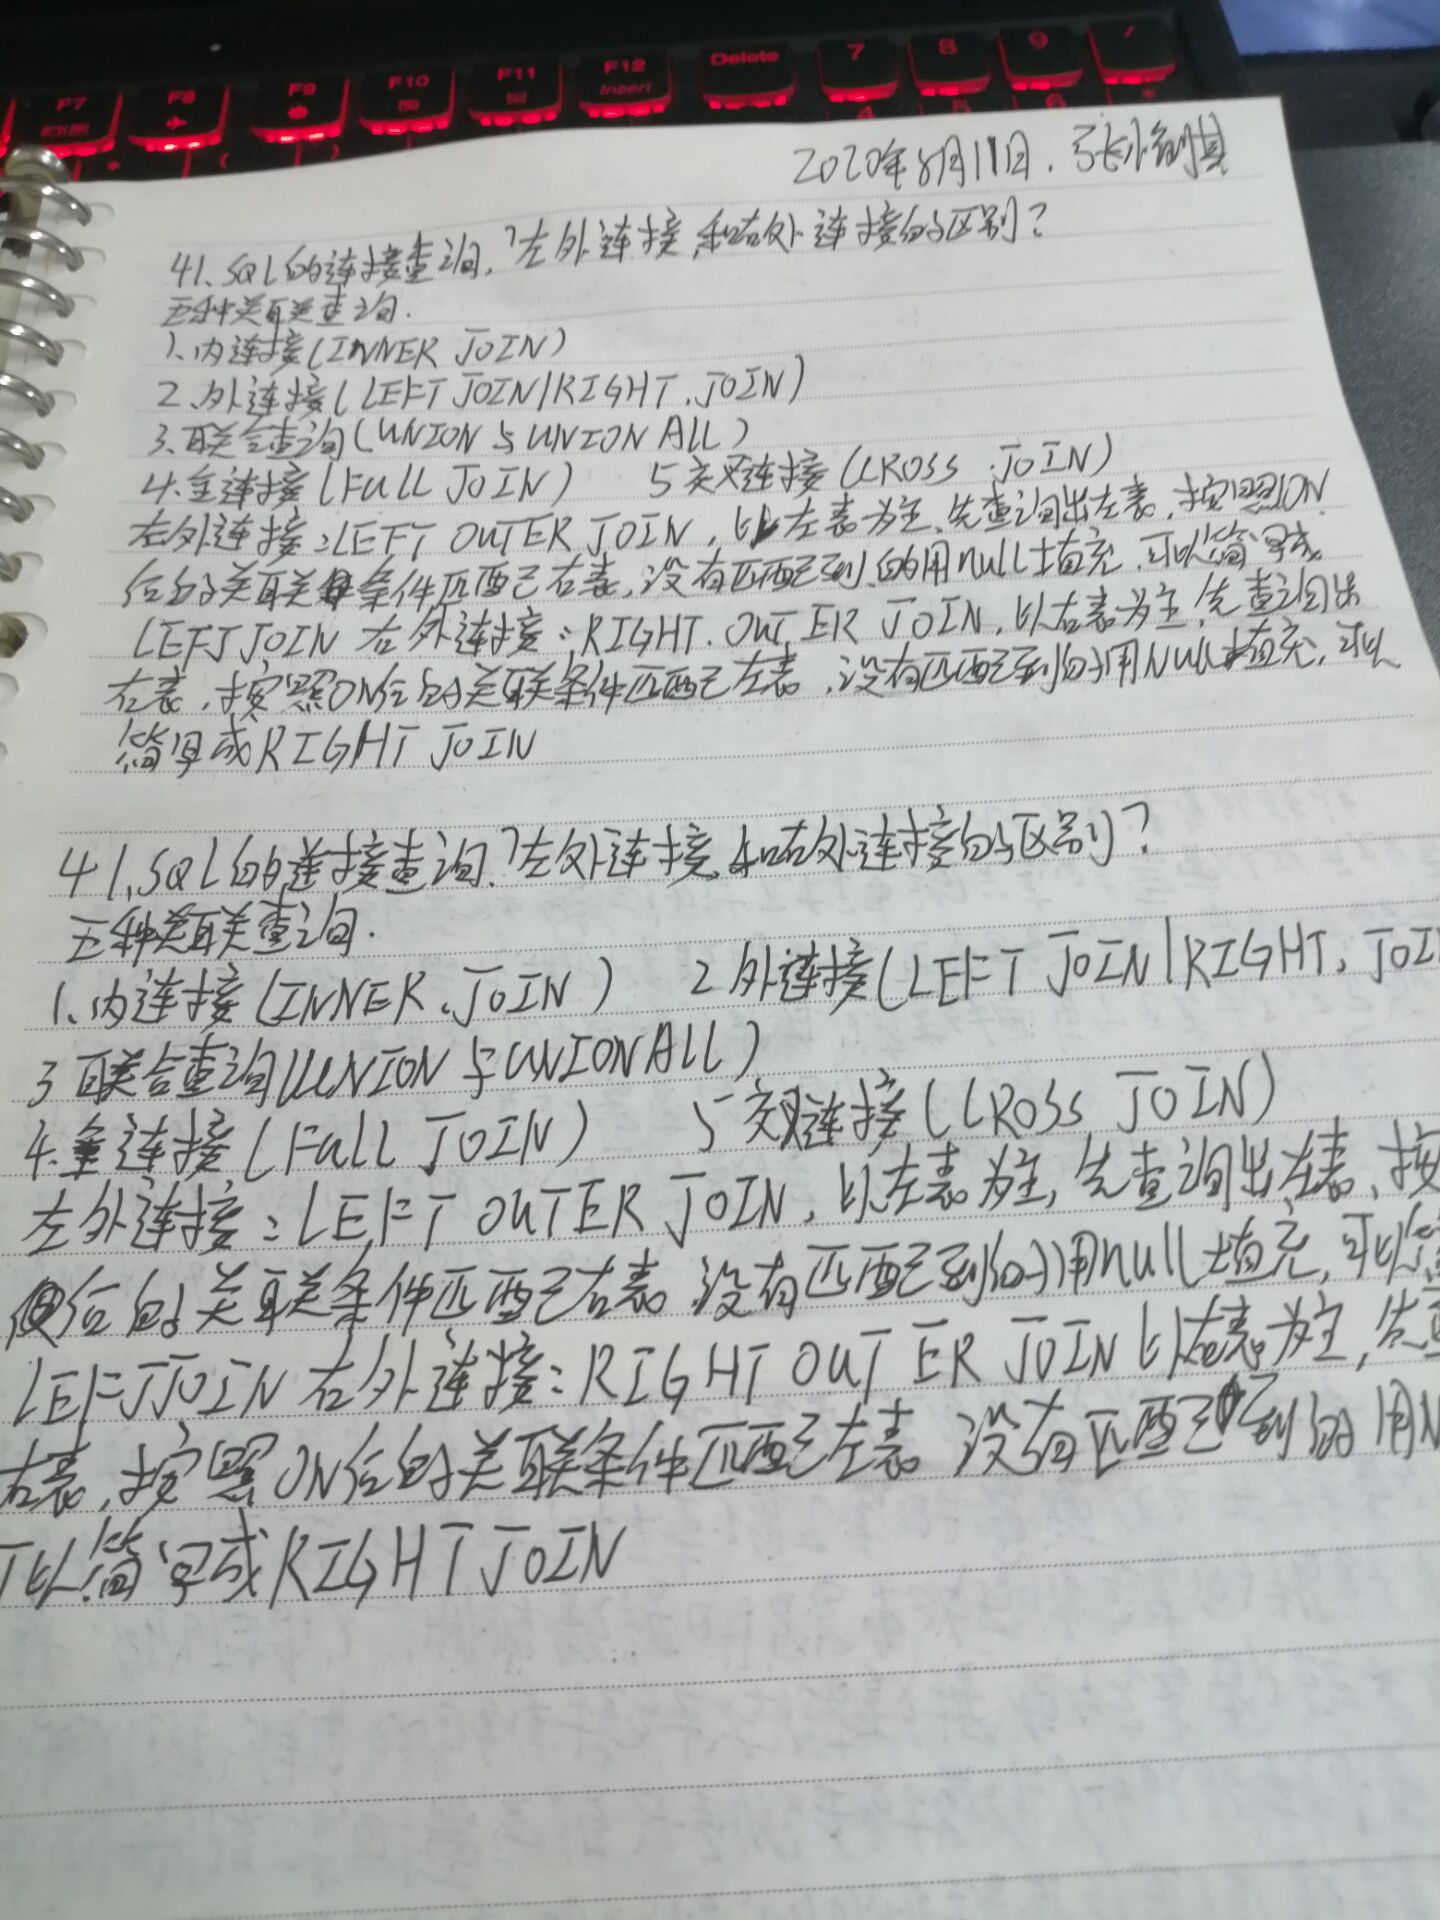 F7 F8 F9 F10 F11 F12 Delete 7 8 9 /
Insert 4 5 6
2020年8月11日.张
41.SQL的连接查询,?左外连接,和右外连接的区别?
五种关联查询.
1、内连接(INNER JOIN)
2、外连接(LEFT JOIN/RIGHT.JOIN)
3、联合查询(UNION与UNION ALL)
4.全连接(FULL JOIN) 5交叉连接(CROSS JOIN)
左外连接:LEFT OUTER JOIN,以左表为主、先查询出左表,按照ON
后的关联条件匹配右表,没有匹配到的用null填充,可以简写成
LEFT JOIN 右外连接:RIGHT.OUTER JOIN,以右表为主,先查询出
右表,按照ON后的关联条件匹配左表,没有匹配到的用Null填充,可以
简写成RIGHT JOIN
41.SQL的连接查询.?左外连接,和右外连接的区别?
五种关联查询.
1、内连接(INNER JOIN) 2外连接(LEFT JOIN|RIGHT, JOI
3联合查询(UNION与UNIONALL)
4.全连接(FULL JOIN) 5交叉连接(CROSS JOIN)
左外连接:LEFT OUTER JOIN,以左表为主,先查询出左表,按
后的关联条件匹配右表 没有匹配到的用null填充,可以
LEFT JOIN 右外连接:RIGHT OUTER JOIN以右表为主,先
右表,按照ON后的关联条件匹配左表 没有匹配到的用N
可以简写成RIGHT JOIN